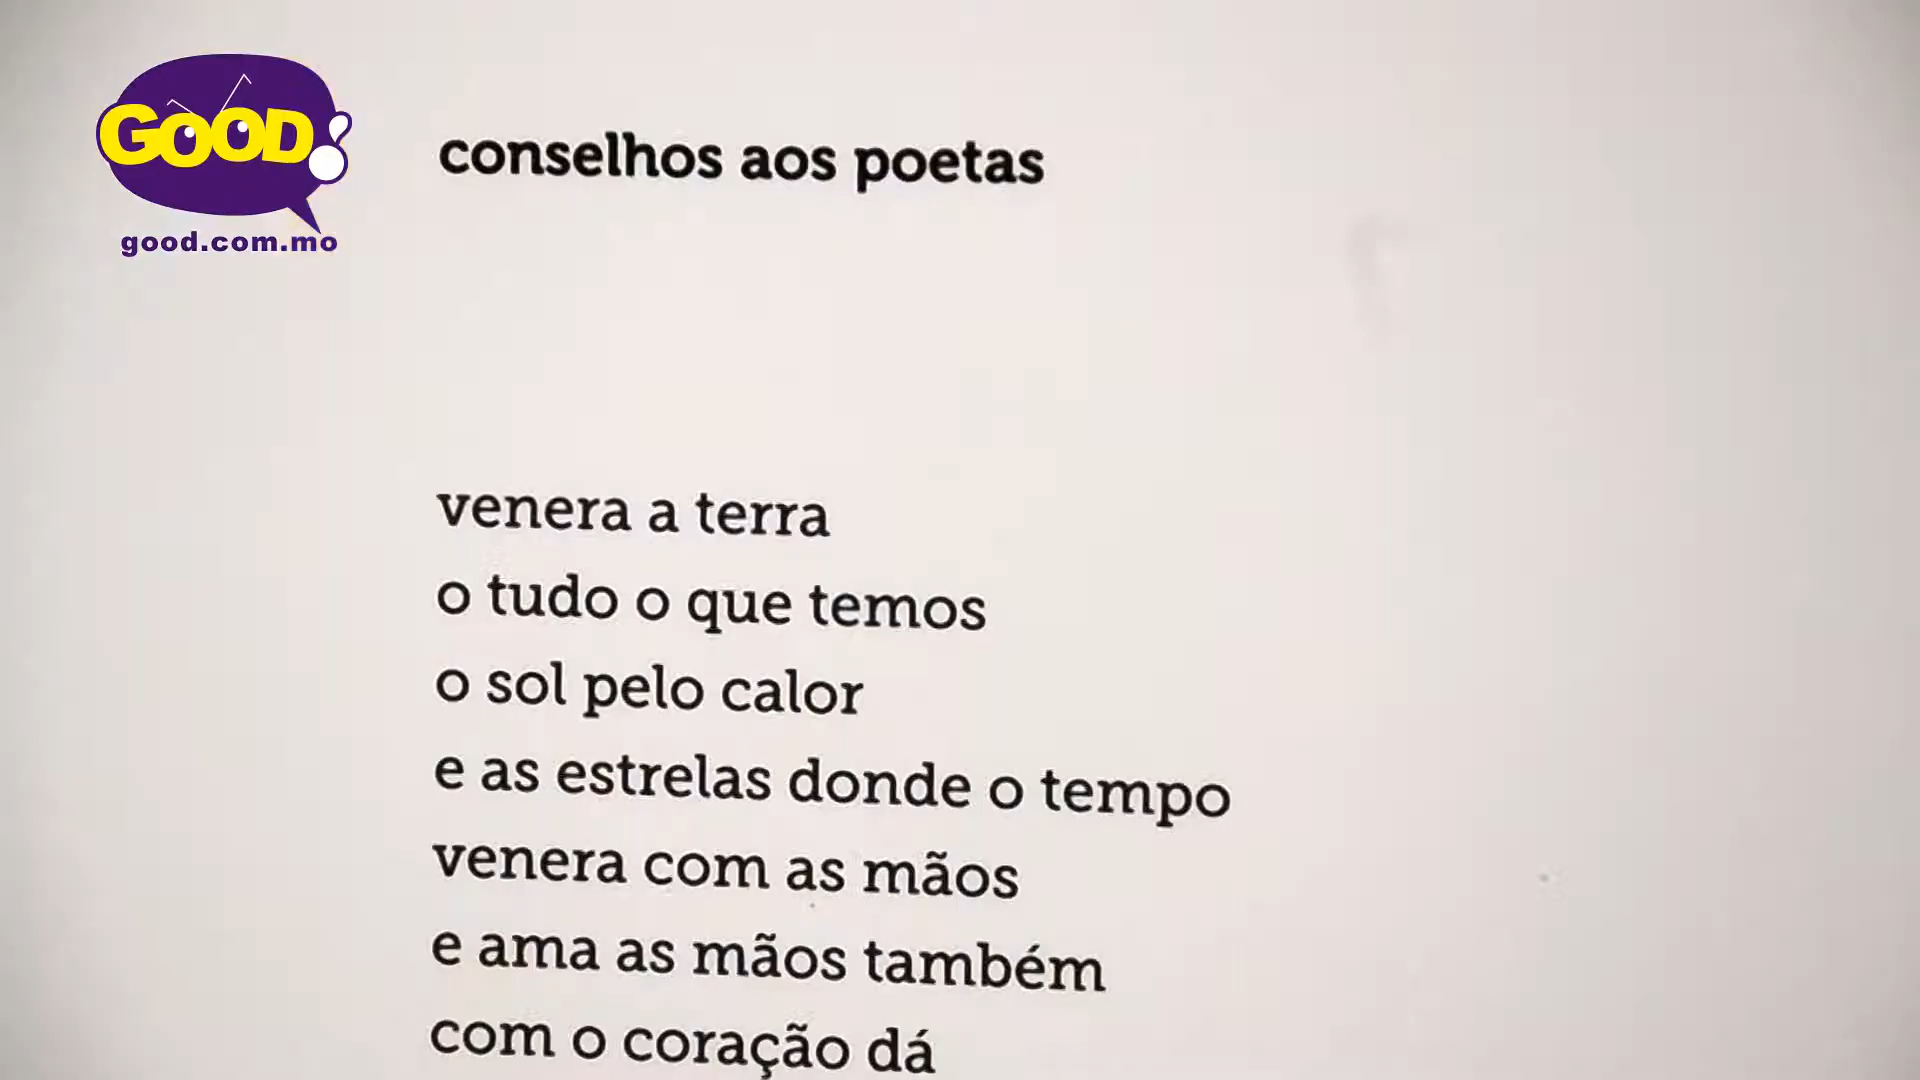 GOOD!
good.com.mo
conselhos aos poetas
venera a terra
o tudo o que temos
o sol pelo calor
e as estrelas donde o tempo
venera com as mãos
e ama as mãos também
com o coração dá